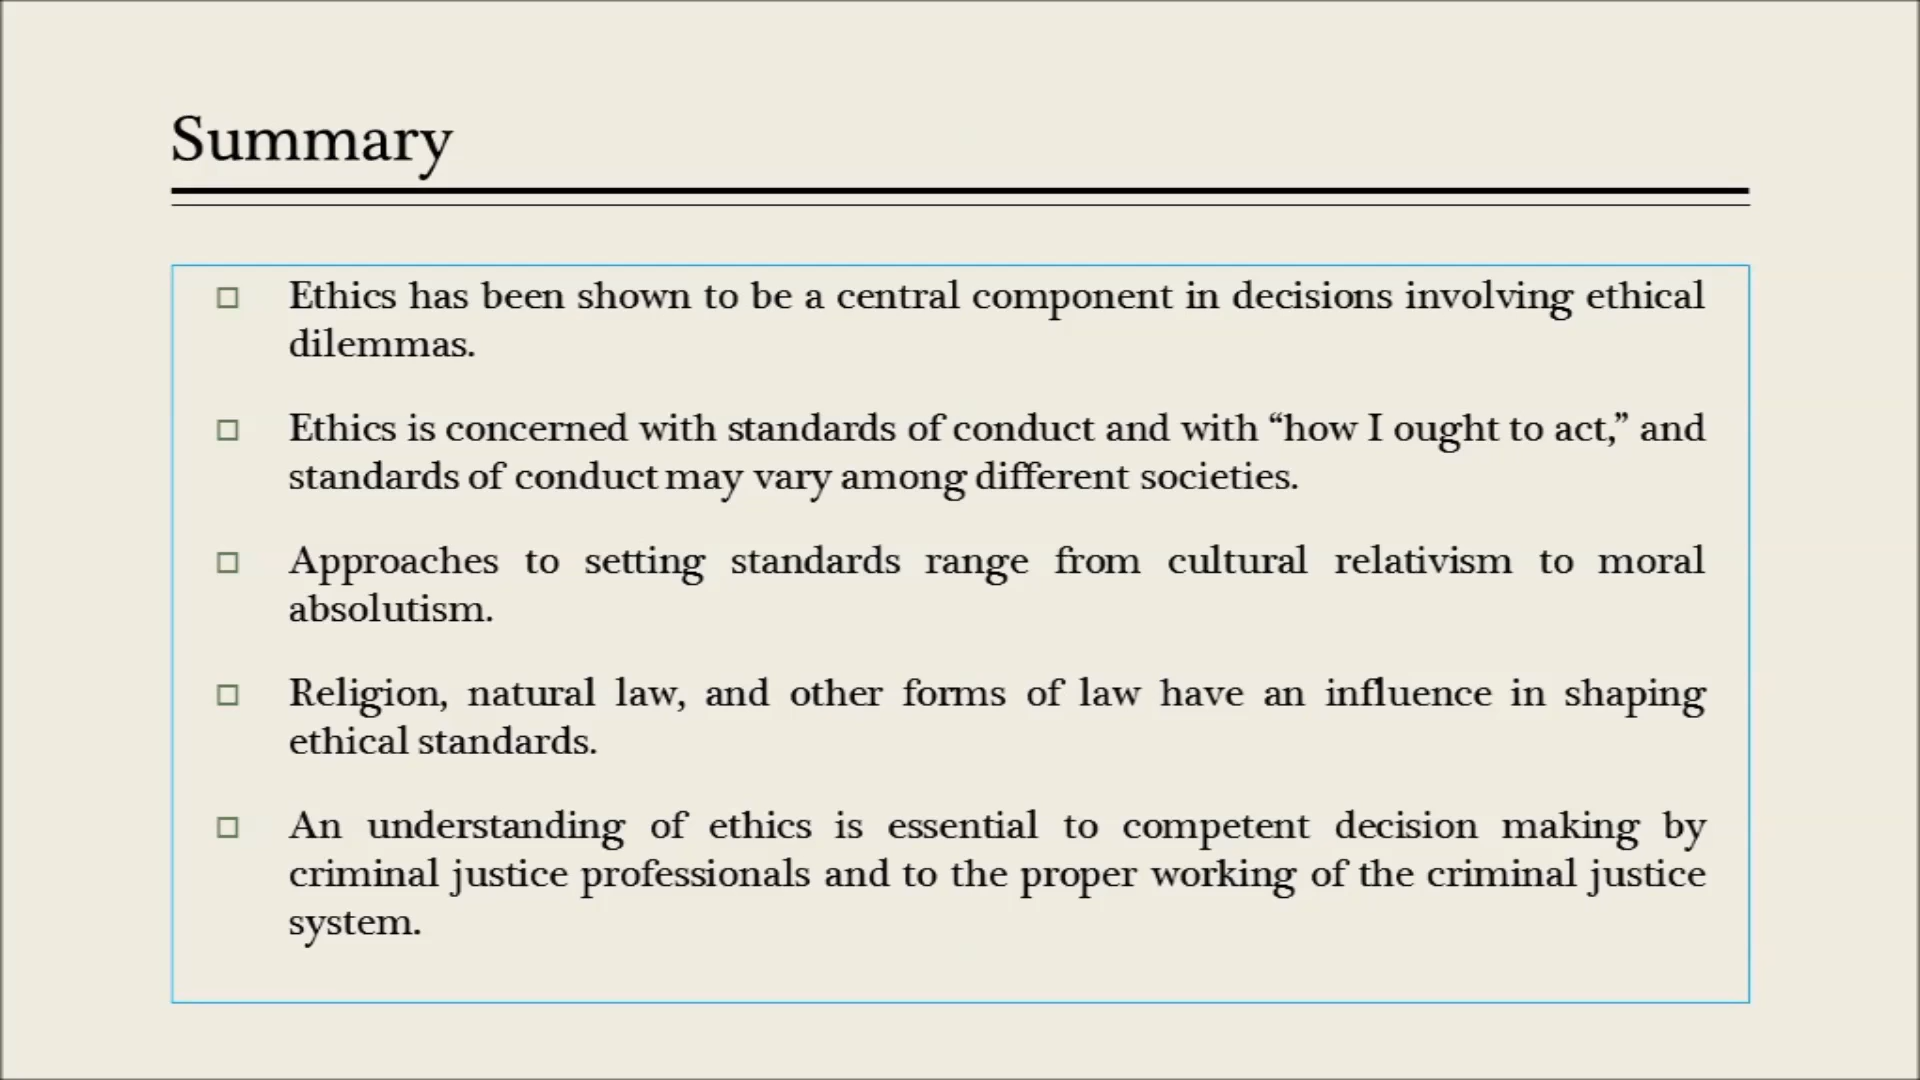 Summary
Ethics has been shown to be a central component in decisions involving ethical
dilemmas.
Ethics is concerned with standards of conduct and with “how I ought to act,” and
standards of conduct may vary among different societies.
Approaches to setting standards range from cultural relativism to moral
absolutism.
Religion, natural law, and other forms of law have an influence in shaping
ethical standards.
An understanding of ethics is essential to competent decision making by
criminal justice professionals and to the proper working of the criminal justice
system.